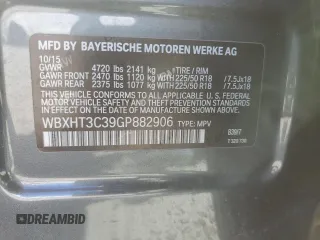 MFD BY BAYERISCHE MOTOREN WERKE AG
10/15
GVWR 4720 lbs 2141 kg TIRE / RIM
GAWR FRONT 2470 lbs 1120 kg 225/50 R18 /7.5Jx18
GAWR REAR 2375 lbs 1077 kg 225/50 R18 /7.5Jx18
THIS VEHICLE CONFORMS TO ALL APPLICABLE U.S. FEDERAL
MOTOR VEHICLE SAFETY, BUMPER, AND THEFT PREVENTION
STANDARDS IN EFFECT ON THE DATE OF
MANUFACTURE SHOWN ABOVE.
WBXHT3C39GP882906 TYPE: MPV
DREAMBID